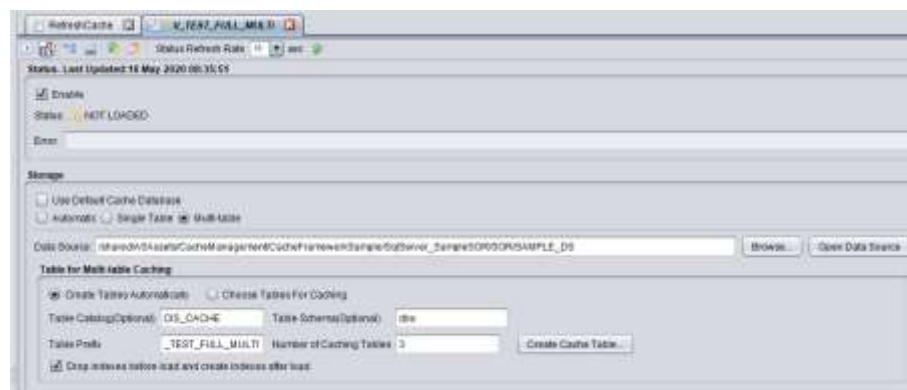 RefreshCache V_TEST_FULL_MULTI
Status Refresh Rate sec
Status. Last Updated:16 May 2020 08:35:51
Enable
Status NOT LOADED
Error
Storage
Use Default Cache Database
Automatic Single Table Multi-table
Data Source Browse... Open Data Source
Table for Multi-table Caching
Create Tables Automatically Choose Tables For Caching
Table Catalog(Optional) CIS_CACHE Table Schema(Optional) dbo
Table Prefix _TEST_FULL_MULTI Number of Caching Tables 3 Create Cache Table...
Drop indexes before load and create indexes after load